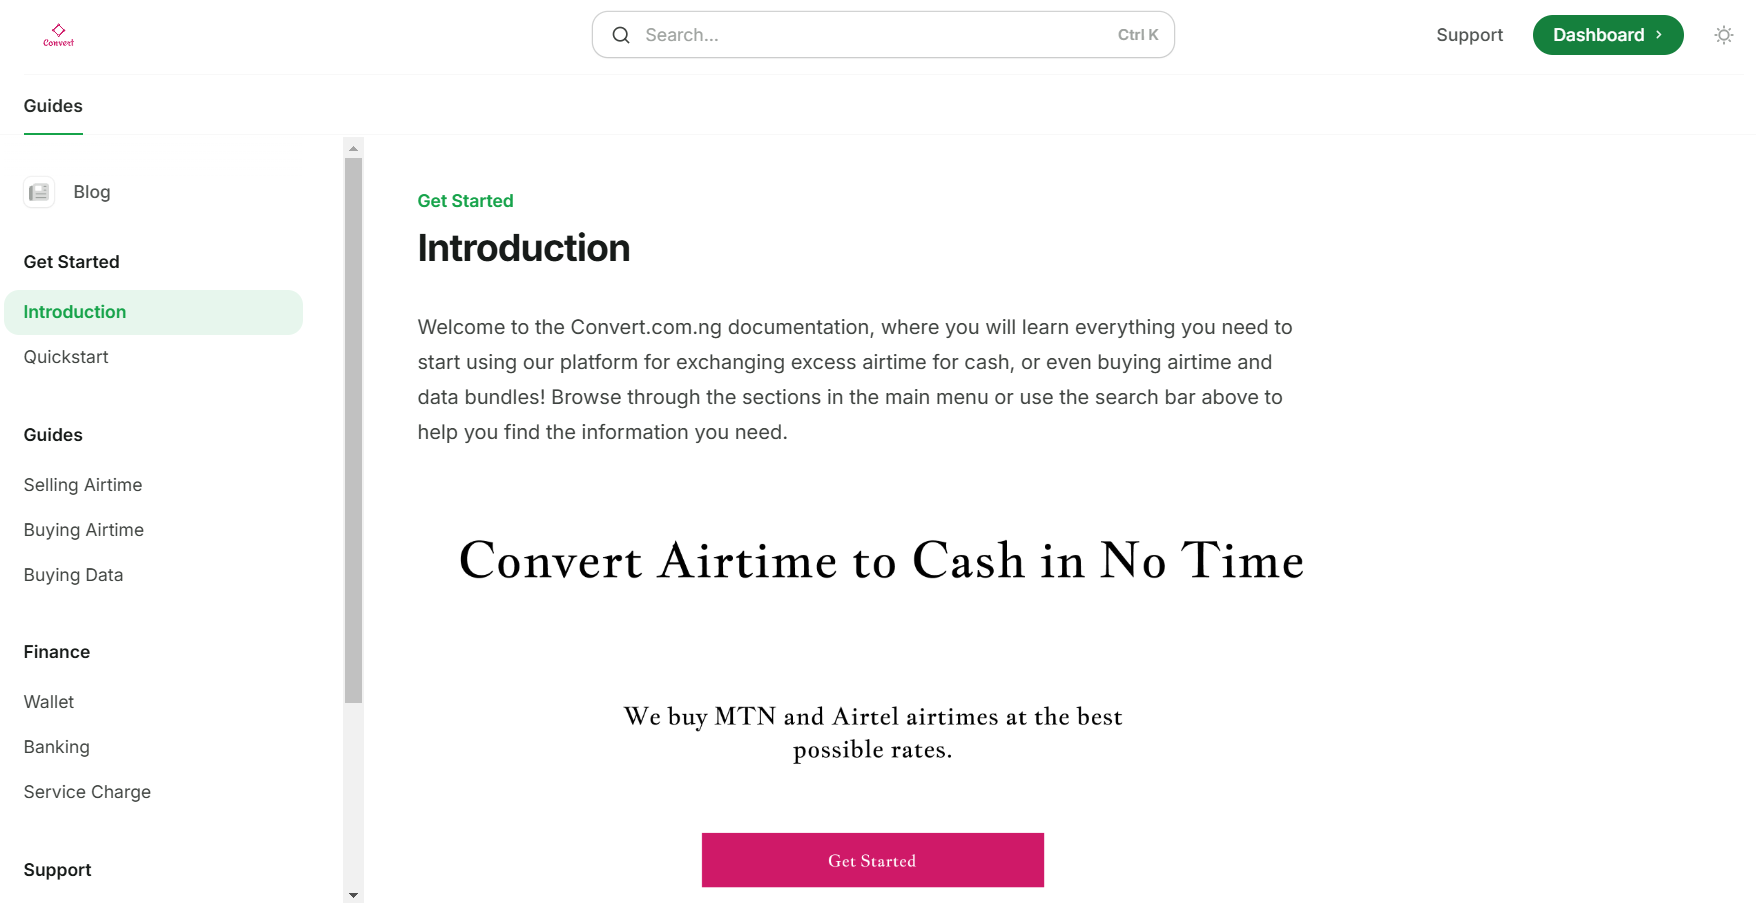 Convert
Search...
Ctrl K
Support
Dashboard
Guides
Blog
Get Started
Introduction
Quickstart
Guides
Selling Airtime
Buying Airtime
Buying Data
Finance
Wallet
Banking
Service Charge
Support
Get Started
Introduction
Welcome to the Convert.com.ng documentation, where you will learn everything you need to
start using our platform for exchanging excess airtime for cash, or even buying airtime and
data bundles! Browse through the sections in the main menu or use the search bar above to
help you find the information you need.
Convert Airtime to Cash in No Time
We buy MTN and Airtel airtimes at the best
possible rates.
Get Started